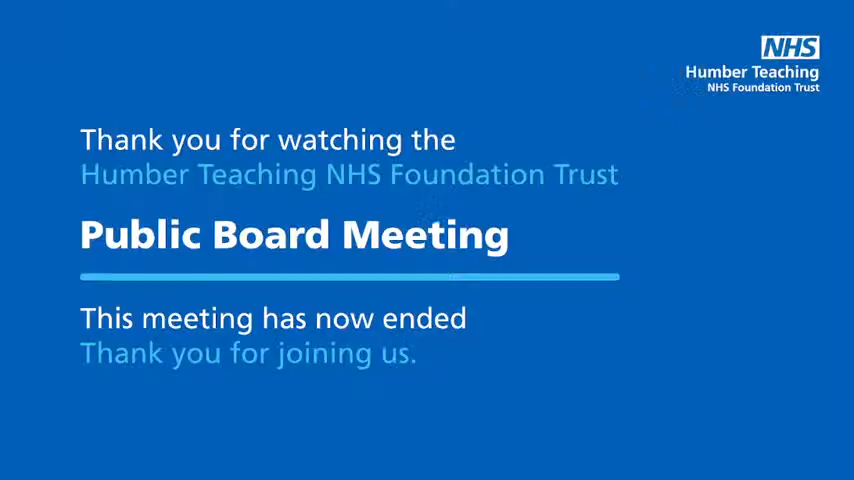 NHS
Humber Teaching
NHS Foundation Trust
Thank you for watching the
Humber Teaching NHS Foundation Trust
Public Board Meeting
This meeting has now ended
Thank you for joining us.